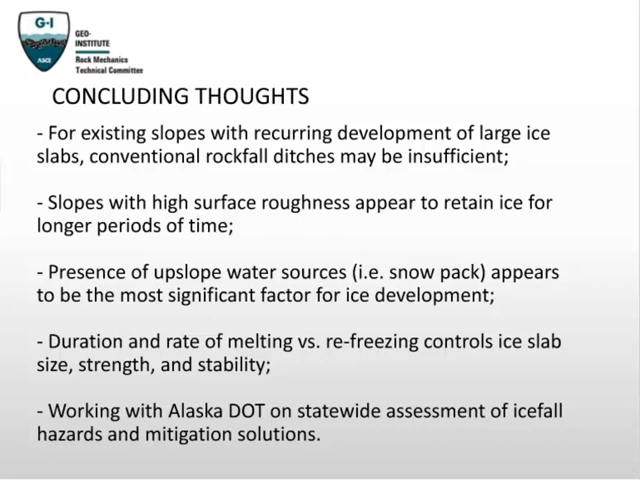 G-I
ASCE
GEO-
INSTITUTE
Rock Mechanics
Technical Committee
CONCLUDING THOUGHTS
- For existing slopes with recurring development of large ice
slabs, conventional rockfall ditches may be insufficient;
- Slopes with high surface roughness appear to retain ice for
longer periods of time;
- Presence of upslope water sources (i.e. snow pack) appears
to be the most significant factor for ice development;
- Duration and rate of melting vs. re-freezing controls ice slab
size, strength, and stability;
- Working with Alaska DOT on statewide assessment of icefall
hazards and mitigation solutions.